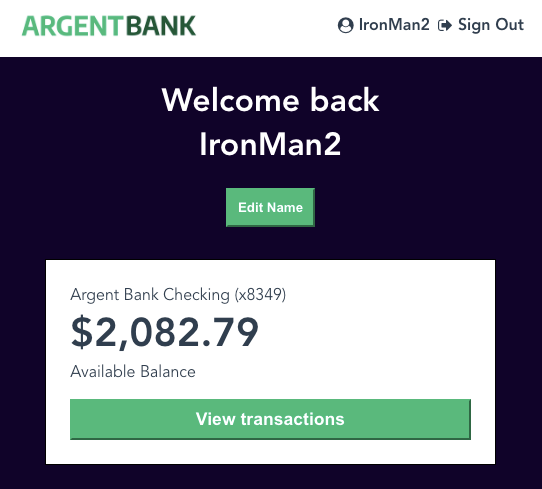 ARGENTBANK
IronMan2 Sign Out
Welcome back
IronMan2
Edit Name
Argent Bank Checking (x8349)
$2,082.79
Available Balance
View transactions